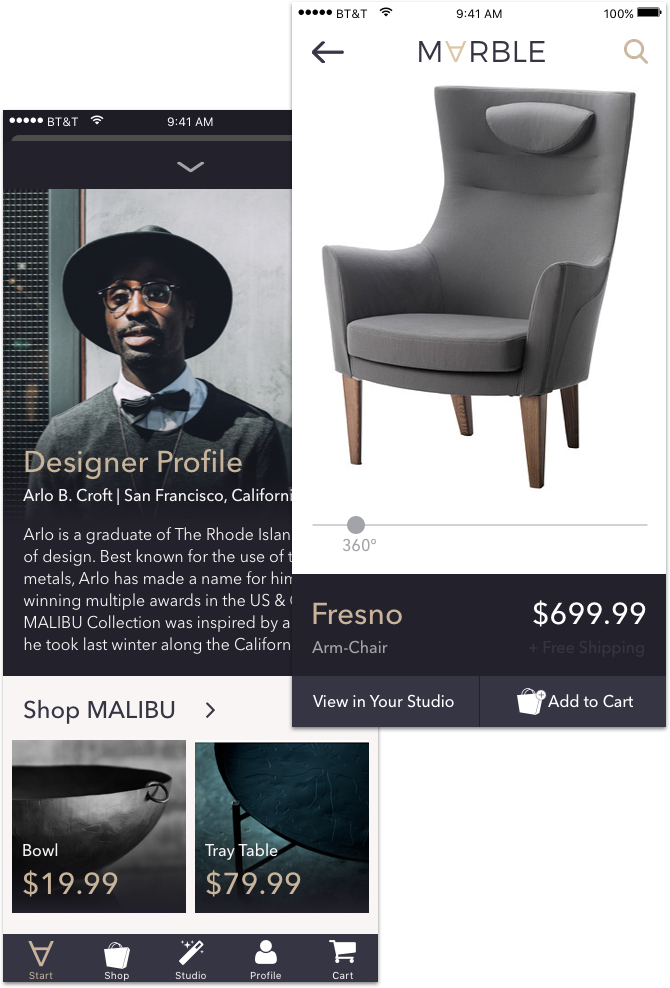 BT&T 9:41 AM 100%
MARBLE
360°
Fresno $699.99
Arm-Chair + Free Shipping
View in Your Studio Add to Cart
BT&T 9:41 AM
Designer Profile
Arlo B. Croft | San Francisco, Californi
Arlo is a graduate of The Rhode Islan
of design. Best known for the use of
metals, Arlo has made a name for him
winning multiple awards in the US &
MALIBU Collection was inspired by a
he took last winter along the Californ
Shop MALIBU
Bowl Tray Table
$19.99 $79.99
Start Shop Studio Profile Cart